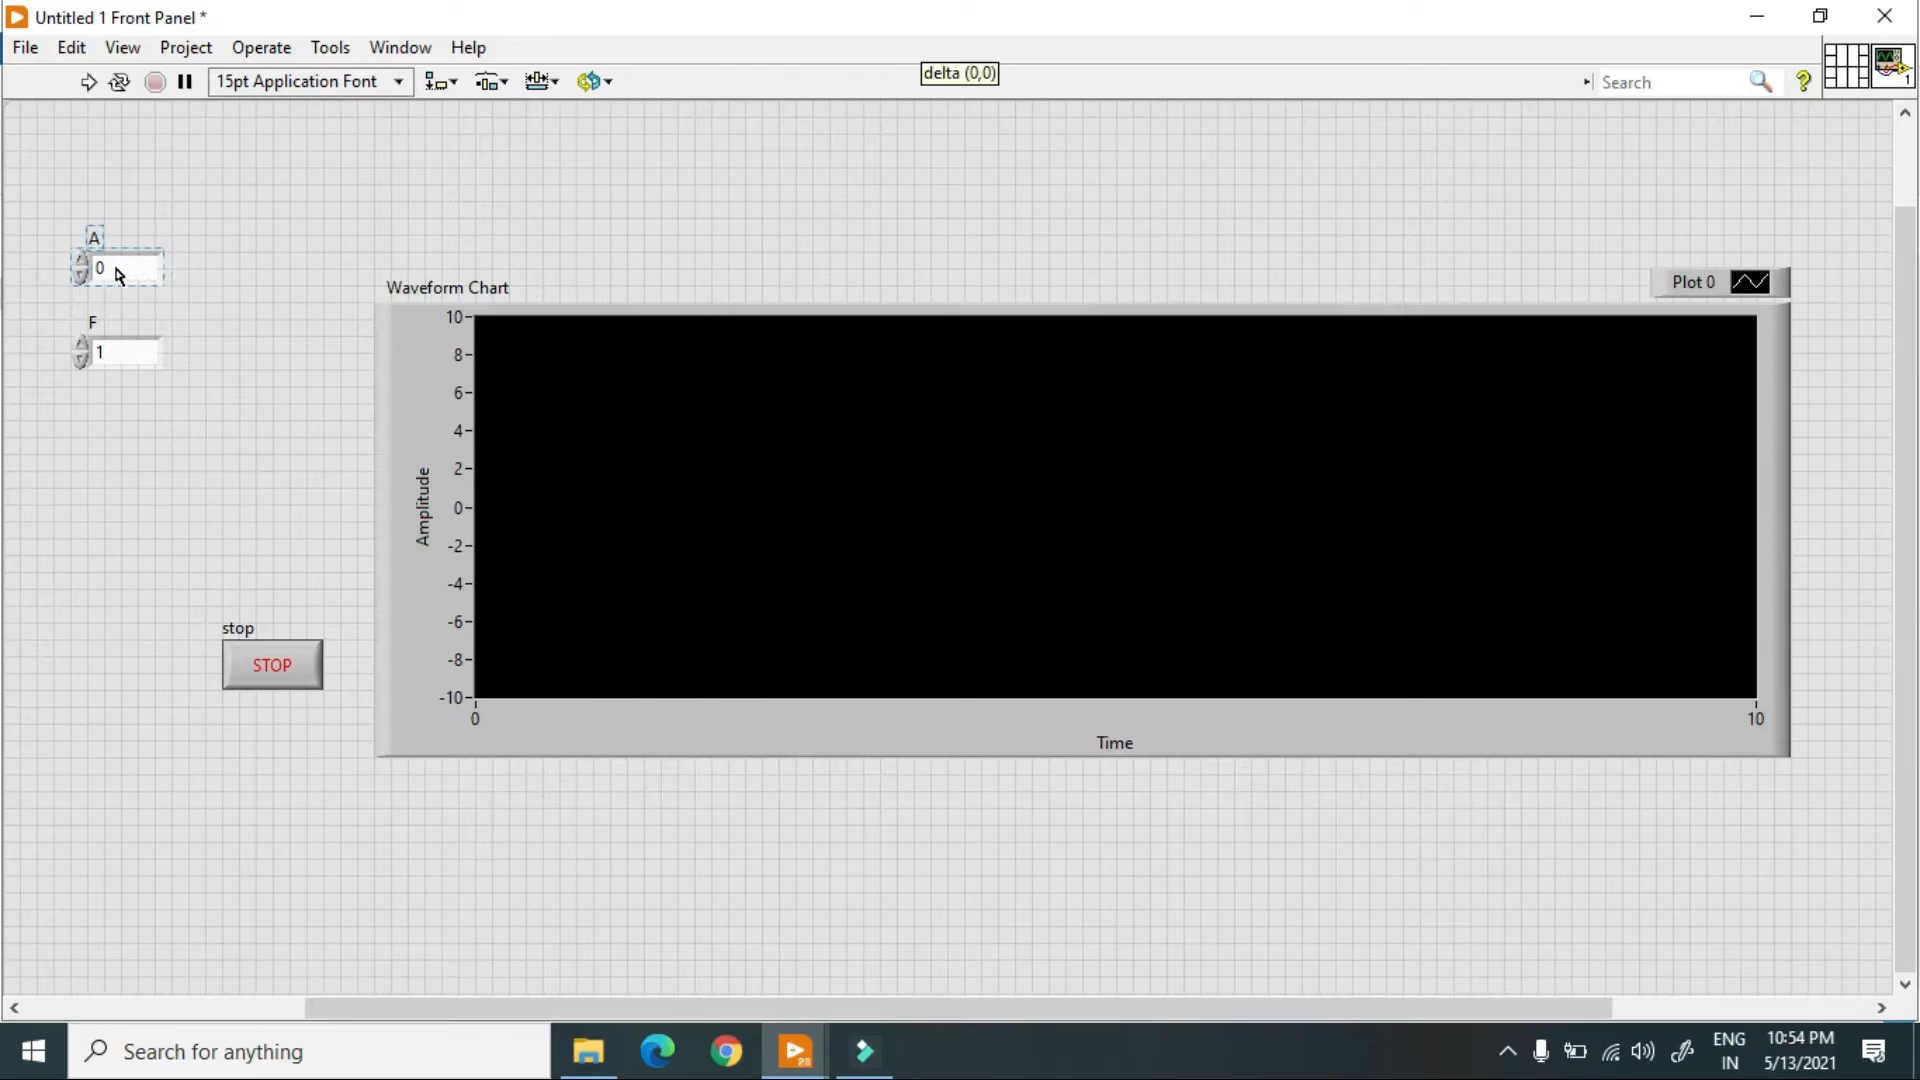 Untitled 1 Front Panel *
File Edit View Project Operate Tools Window Help
15pt Application Font
delta (0,0)
Search
1
A
0
F
1
Waveform Chart
Plot 0
10
8
6
4
2
0
-2
-4
-6
-8
-10
Amplitude
0
10
Time
stop
STOP
Search for anything
ENG
IN
10:54 PM
5/13/2021